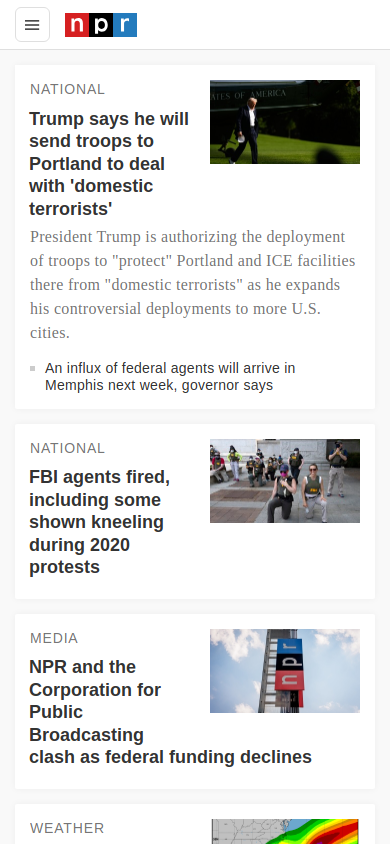 npr
NATIONAL
Trump says he will
send troops to
Portland to deal
with 'domestic
terrorists'
ATES OF AMERICA
President Trump is authorizing the deployment
of troops to "protect" Portland and ICE facilities
there from "domestic terrorists" as he expands
his controversial deployments to more U.S.
cities.
An influx of federal agents will arrive in
Memphis next week, governor says
NATIONAL
FBI agents fired,
including some
shown kneeling
during 2020
protests
FBI
MEDIA
NPR and the
Corporation for
Public
Broadcasting
clash as federal funding declines
npr
WEATHER